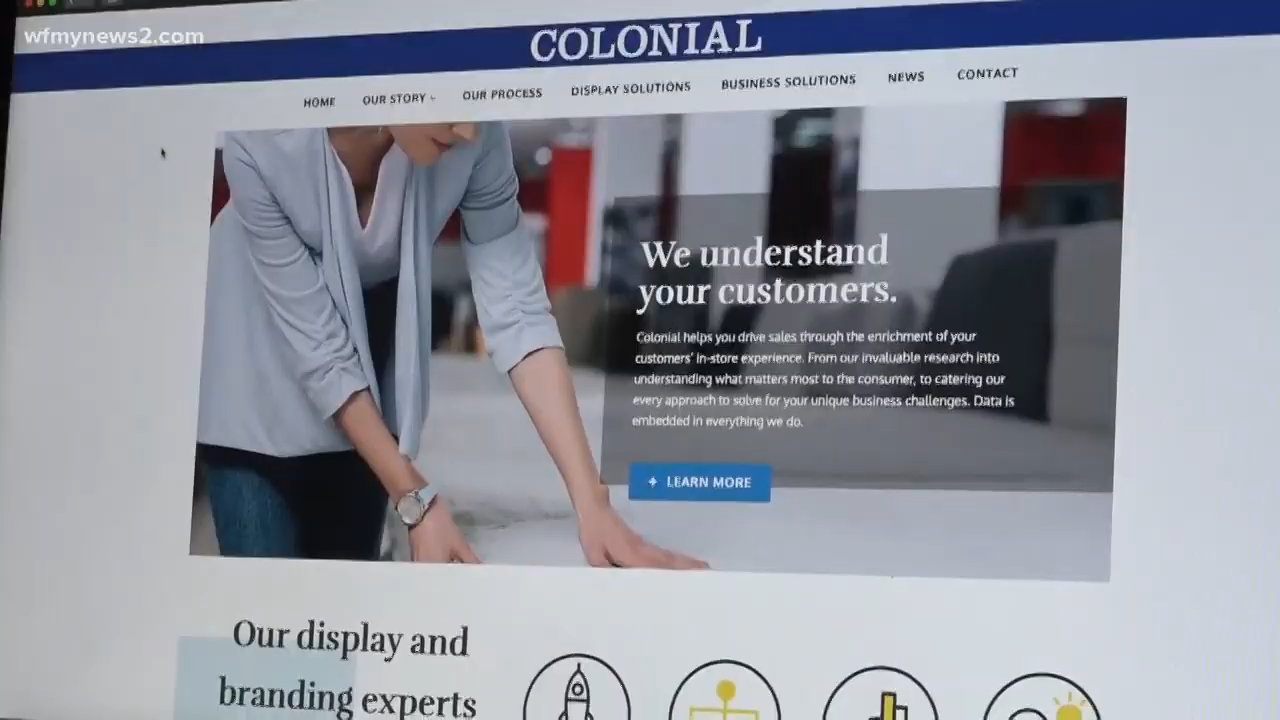 wfmynews2.com
COLONIAL
HOME OUR STORY OUR PROCESS DISPLAY SOLUTIONS BUSINESS SOLUTIONS NEWS CONTACT
We understand
your customers.
Colonial helps you drive sales through the enrichment of your
customers' in-store experience. From our invaluable research into
understanding what matters most to the consumer, to catering our
every approach to solve for your unique business challenges. Data is
embedded in everything we do.
+ LEARN MORE
Our display and
branding experts